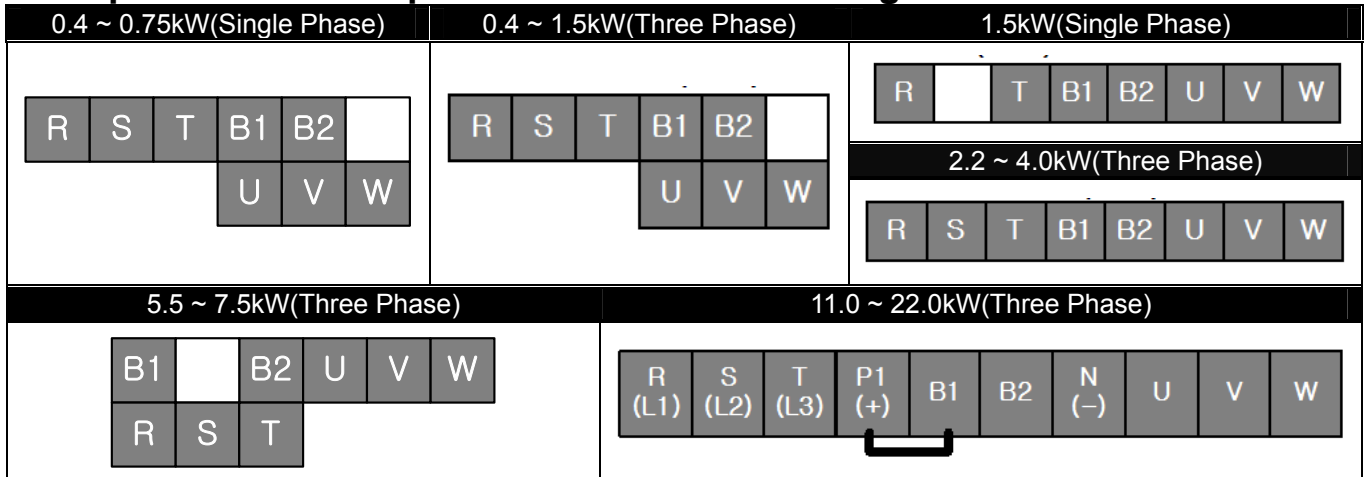 0.4 ~ 0.75kW(Single Phase)
R S T B1 B2
U V W
0.4 ~ 1.5kW(Three Phase)
R S T B1 B2
U V W
1.5kW(Single Phase)
R T B1 B2 U V W
2.2 ~ 4.0kW(Three Phase)
R S T B1 B2 U V W
5.5 ~ 7.5kW(Three Phase)
B1 B2 U V W
R S T
11.0 ~ 22.0kW(Three Phase)
R S T P1 B1 B2 N U V W
(L1) (L2) (L3) (+) (−)